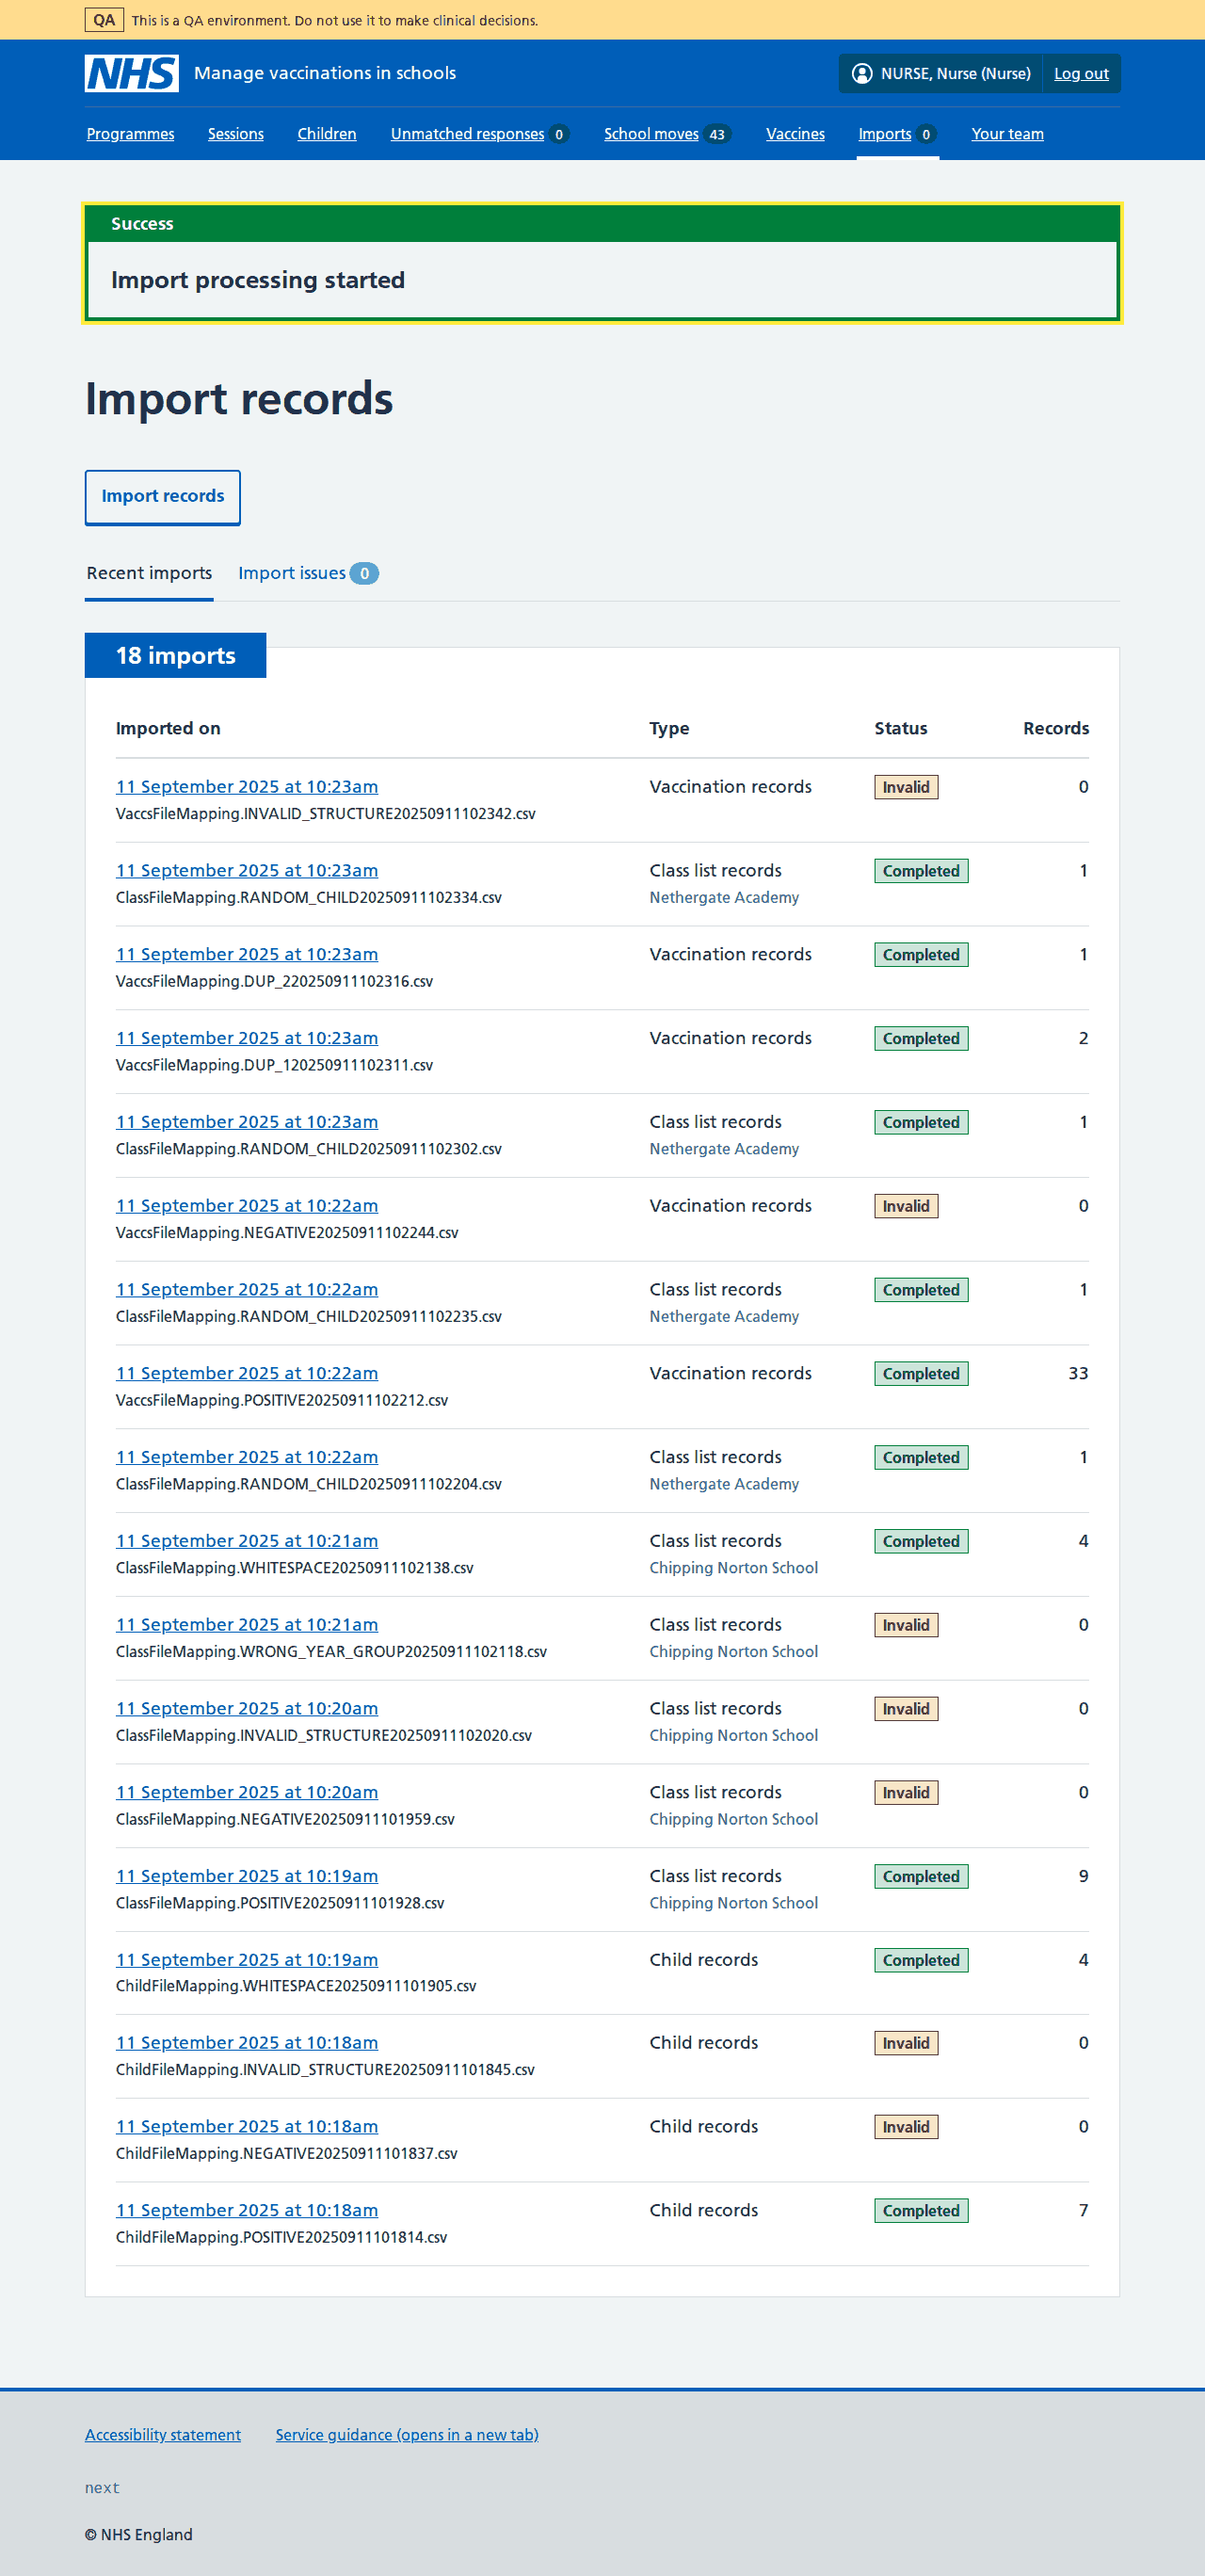 QA This is a QA environment. Do not use it to make clinical decisions.
NHS Manage vaccinations in schools NURSE, Nurse (Nurse) Log out
Programmes Sessions Children Unmatched responses 0 School moves 43 Vaccines Imports 0 Your team
Success
Import processing started
Import records
Import records
Recent imports Import issues 0
18 imports
Imported on Type Status Records
11 September 2025 at 10:23am Vaccination records Invalid 0
VaccsFileMapping.INVALID_STRUCTURE20250911102342.csv
11 September 2025 at 10:23am Class list records Completed 1
ClassFileMapping.RANDOM_CHILD20250911102334.csv Nethergate Academy
11 September 2025 at 10:23am Vaccination records Completed 1
VaccsFileMapping.DUP_220250911102316.csv
11 September 2025 at 10:23am Vaccination records Completed 2
VaccsFileMapping.DUP_120250911102311.csv
11 September 2025 at 10:23am Class list records Completed 1
ClassFileMapping.RANDOM_CHILD20250911102302.csv Nethergate Academy
11 September 2025 at 10:22am Vaccination records Invalid 0
VaccsFileMapping.NEGATIVE20250911102244.csv
11 September 2025 at 10:22am Class list records Completed 1
ClassFileMapping.RANDOM_CHILD20250911102235.csv Nethergate Academy
11 September 2025 at 10:22am Vaccination records Completed 33
VaccsFileMapping.POSITIVE20250911102212.csv
11 September 2025 at 10:22am Class list records Completed 1
ClassFileMapping.RANDOM_CHILD20250911102204.csv Nethergate Academy
11 September 2025 at 10:21am Class list records Completed 4
ClassFileMapping.WHITESPACE20250911102138.csv Chipping Norton School
11 September 2025 at 10:21am Class list records Invalid 0
ClassFileMapping.WRONG_YEAR_GROUP20250911102118.csv Chipping Norton School
11 September 2025 at 10:20am Class list records Invalid 0
ClassFileMapping.INVALID_STRUCTURE20250911102020.csv Chipping Norton School
11 September 2025 at 10:20am Class list records Invalid 0
ClassFileMapping.NEGATIVE20250911101959.csv Chipping Norton School
11 September 2025 at 10:19am Class list records Completed 9
ClassFileMapping.POSITIVE20250911101928.csv Chipping Norton School
11 September 2025 at 10:19am Child records Completed 4
ChildFileMapping.WHITESPACE20250911101905.csv
11 September 2025 at 10:18am Child records Invalid 0
ChildFileMapping.INVALID_STRUCTURE20250911101845.csv
11 September 2025 at 10:18am Child records Invalid 0
ChildFileMapping.NEGATIVE20250911101837.csv
11 September 2025 at 10:18am Child records Completed 7
ChildFileMapping.POSITIVE20250911101814.csv
Accessibility statement Service guidance (opens in a new tab)
next
© NHS England